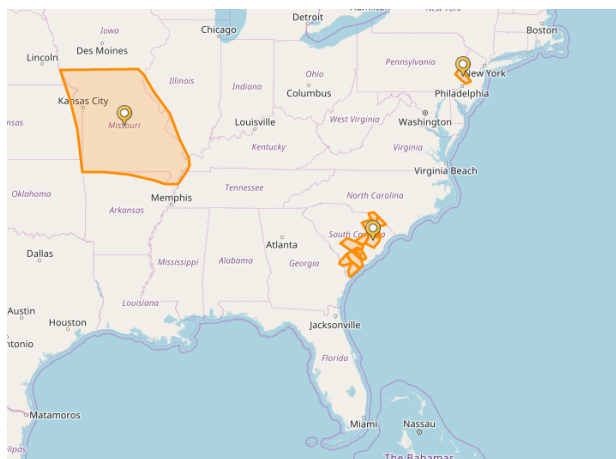 New York
Detroit
Chicago
Boston
Iowa
Des Moines
Lincoln
Pennsylvania
New York
Illinois
Ohio
Indiana
Philadelphia
Columbus
Kansas City
Missouri
Washington
West Virginia
Louisville
Kentucky
Virginia
Virginia Beach
Tennessee
Oklahoma
North Carolina
Memphis
Arkansas
South Carolina
Atlanta
Mississippi
Alabama
Georgia
Dallas
Louisiana
Austin
Houston
Jacksonville
Florida
Matamoros
Miami
Nassau
The Bahamas